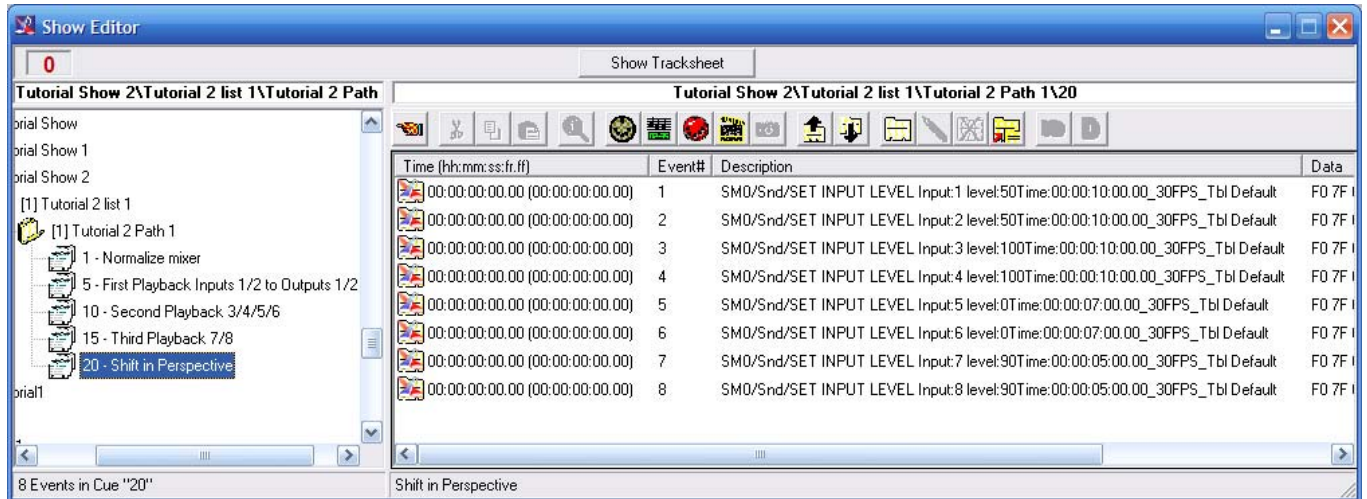 Show Editor
0
Show Tracksheet
Tutorial Show 2\Tutorial 2 list 1\Tutorial 2 Path
orial Show
orial Show 1
orial Show 2
[1] Tutorial 2 list 1
[1] Tutorial 2 Path 1
1 - Normalize mixer
5 - First Playback Inputs 1/2 to Outputs 1/2
10 - Second Playback 3/4/5/6
15 - Third Playback 7/8
20 - Shift in Perspective
orial1
8 Events in Cue "20"
Tutorial Show 2\Tutorial 2 list 1\Tutorial 2 Path 1\20
Time (hh:mm:ss:fr.ff) Event# Description Data
00:00:00:00.00 (00:00:00:00.00) 1 SM0/Snd/SET INPUT LEVEL Input:1 level:50Time:00:00:10:00.00_30FPS_Tbl Default F0 7F
00:00:00:00.00 (00:00:00:00.00) 2 SM0/Snd/SET INPUT LEVEL Input:2 level:50Time:00:00:10:00.00_30FPS_Tbl Default F0 7F
00:00:00:00.00 (00:00:00:00.00) 3 SM0/Snd/SET INPUT LEVEL Input:3 level:100Time:00:00:10:00.00_30FPS_Tbl Default F0 7F
00:00:00:00.00 (00:00:00:00.00) 4 SM0/Snd/SET INPUT LEVEL Input:4 level:100Time:00:00:10:00.00_30FPS_Tbl Default F0 7F
00:00:00:00.00 (00:00:00:00.00) 5 SM0/Snd/SET INPUT LEVEL Input:5 level:0Time:00:00:07:00.00_30FPS_Tbl Default F0 7F
00:00:00:00.00 (00:00:00:00.00) 6 SM0/Snd/SET INPUT LEVEL Input:6 level:0Time:00:00:07:00.00_30FPS_Tbl Default F0 7F
00:00:00:00.00 (00:00:00:00.00) 7 SM0/Snd/SET INPUT LEVEL Input:7 level:90Time:00:00:05:00.00_30FPS_Tbl Default F0 7F
00:00:00:00.00 (00:00:00:00.00) 8 SM0/Snd/SET INPUT LEVEL Input:8 level:90Time:00:00:05:00.00_30FPS_Tbl Default F0 7F
Shift in Perspective